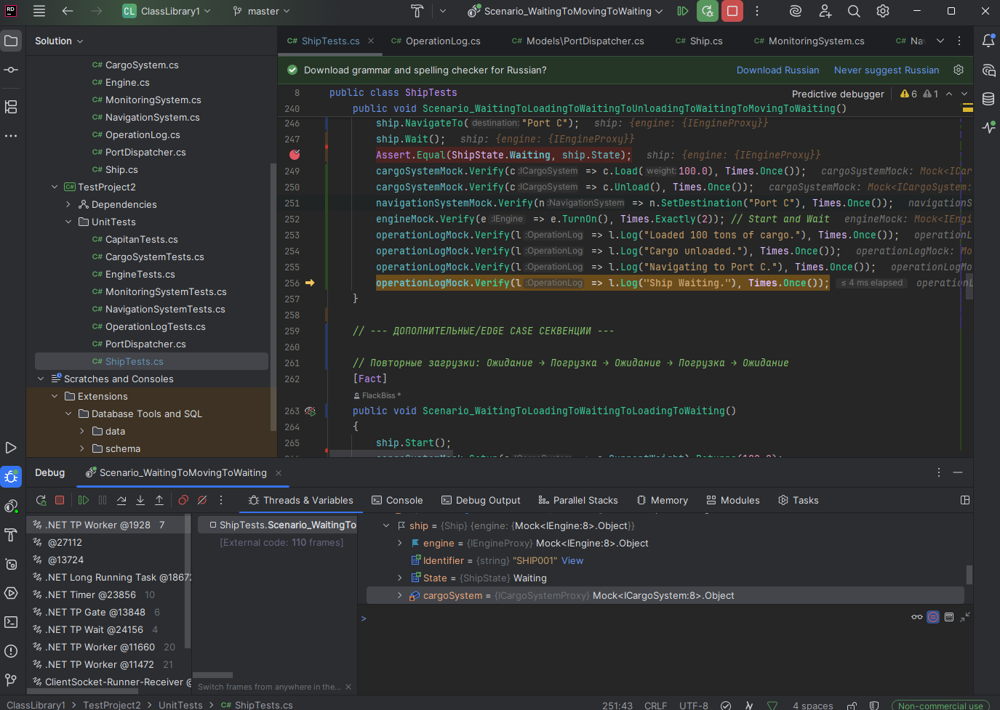 RD
CL ClassLibrary1
master
Scenario_WaitingToMovingToWaiting
Solution
C# ShipTests.cs
C# OperationLog.cs
C# Models\PortDispatcher.cs
C# Ship.cs
C# MonitoringSystem.cs
C# Na
Download grammar and spelling checker for Russian?
Download Russian
Never suggest Russian
C# CargoSystem.cs
C# Engine.cs
C# MonitoringSystem.cs
C# NavigationSystem.cs
C# OperationLog.cs
C# PortDispatcher.cs
C# Ship.cs
C# TestProject2
Dependencies
UnitTests
C# CapitanTests.cs
C# CargoSystemTests.cs
C# EngineTests.cs
C# MonitoringSystemTests.cs
C# NavigationSystemTests.cs
C# OperationLogTests.cs
C# PortDispatcher.cs
C# ShipTests.cs
Scratches and Consoles
Extensions
Database Tools and SQL
data
schema
8 public class ShipTests
Predictive debugger
6
1
240 public void Scenario_WaitingToLoadingToWaitingToUnloadingToWaitingToMovingToWaiting()
246 ship.NavigateTo(destination:"Port C"); ship: {engine: {IEngineProxy}}
247 ship.Wait(); ship: {engine: {IEngineProxy}}
Assert.Equal(ShipState.Waiting, ship.State); ship: {engine: {IEngineProxy}}
249 cargoSystemMock.Verify(c:ICargoSystem => c.Load(weight:100.0), Times.Once()); cargoSystemMock: Mock<ICar
250 cargoSystemMock.Verify(c:ICargoSystem => c.Unload(), Times.Once()); cargoSystemMock: Mock<ICargoSystem:
251 navigationSystemMock.Verify(n:NavigationSystem => n.SetDestination("Port C"), Times.Once()); navigationS
252 engineMock.Verify(e:IEngine => e.TurnOn(), Times.Exactly(2)); // Start and Wait engineMock: Mock<IEngi
253 operationLogMock.Verify(l:OperationLog => l.Log("Loaded 100 tons of cargo."), Times.Once()); operationL
254 operationLogMock.Verify(l:OperationLog => l.Log("Cargo unloaded."), Times.Once()); operationLogMock: Mo
255 operationLogMock.Verify(l:OperationLog => l.Log("Navigating to Port C."), Times.Once()); operationLogMo
256 operationLogMock.Verify(l:OperationLog => l.Log("Ship Waiting."), Times.Once()); ≤ 4 ms elapsed operationL
257 }
258
259 // --- ДОПОЛНИТЕЛЬНЫЕ/EDGE CASE СЕКВЕНЦИИ ---
260
261 // Повторные загрузки: Ожидание → Погрузка → Ожидание → Погрузка → Ожидание
262 [Fact]
FlackBiss *
263 public void Scenario_WaitingToLoadingToWaitingToLoadingToWaiting()
264 {
265 ship.Start();
Debug
Scenario_WaitingToMovingToWaiting
Threads & Variables
Console
Debug Output
Parallel Stacks
Memory
Modules
Tasks
.NET TP Worker @1928 7
@27112
@13724
.NET Long Running Task @18672
.NET Timer @23856 10
.NET TP Gate @13848 6
.NET TP Wait @24156 4
.NET TP Worker @11660 20
.NET TP Worker @11472 21
ClientSocket-Runner-Receiver @
ShipTests.Scenario_WaitingTo
[External code: 110 frames]
Switch frames from anywhere in the...
ship = {Ship} {engine: {Mock<IEngine:8>.Object}}
engine = {IEngineProxy} Mock<IEngine:8>.Object
Identifier = {string} "SHIP001" View
State = {ShipState} Waiting
cargoSystem = {ICargoSystemProxy} Mock<ICargoSystem:8>.Object
>
ClassLibrary1 > TestProject2 > UnitTests > C# ShipTests.cs
251:43
CRLF
UTF-8
4 spaces
Non-commercial use